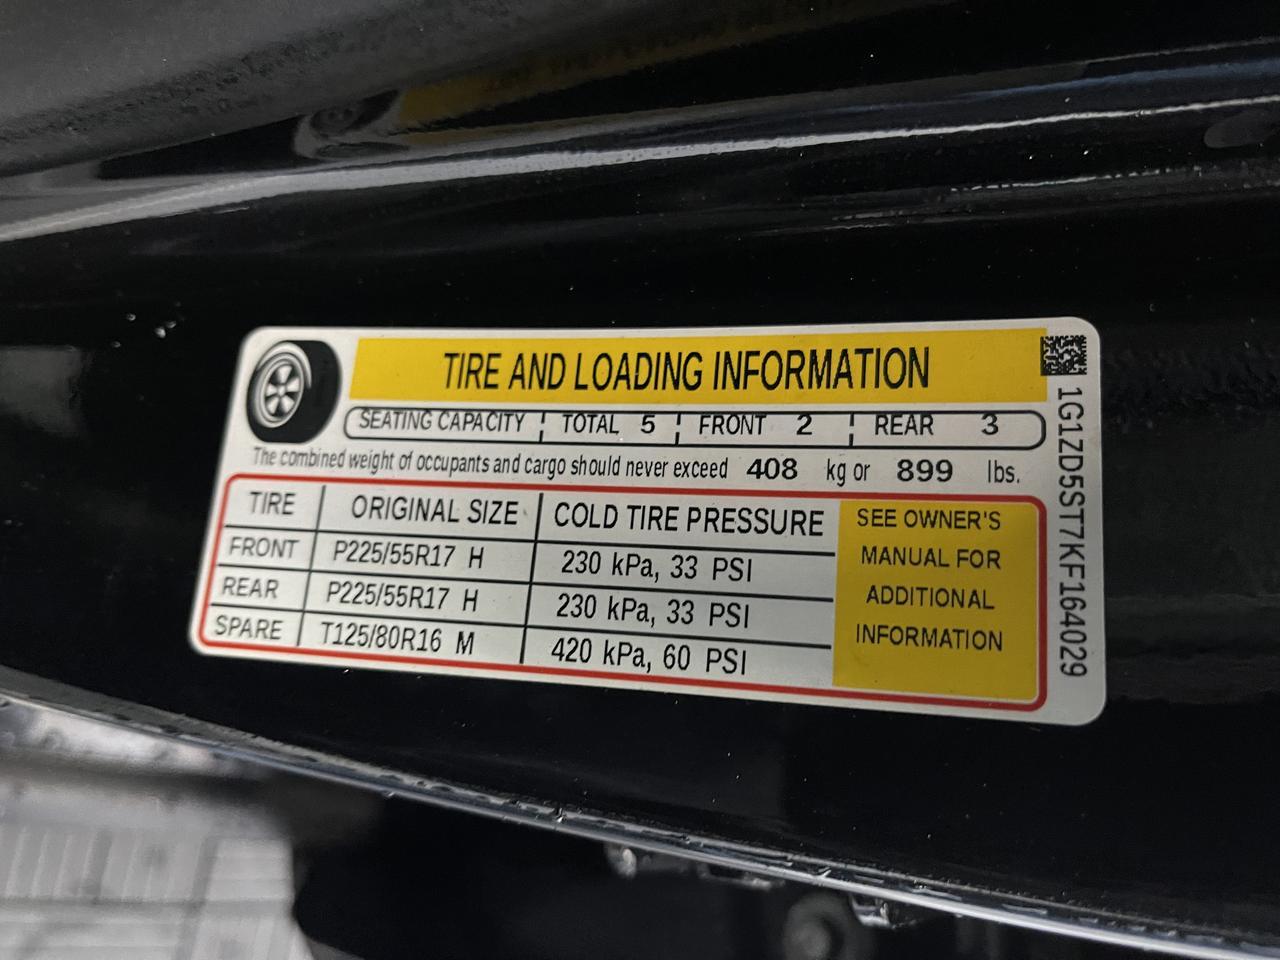 TIRE AND LOADING INFORMATION
SEATING CAPACITY TOTAL 5 FRONT 2 REAR 3
The combined weight of occupants and cargo should never exceed 408 kg or 899 lbs.
TIRE ORIGINAL SIZE COLD TIRE PRESSURE
FRONT P225/55R17 H 230 kPa, 33 PSI
REAR P225/55R17 H 230 kPa, 33 PSI
SPARE T125/80R16 M 420 kPa, 60 PSI
SEE OWNER'S
MANUAL FOR
ADDITIONAL
INFORMATION
1G1ZD5ST7KF164029